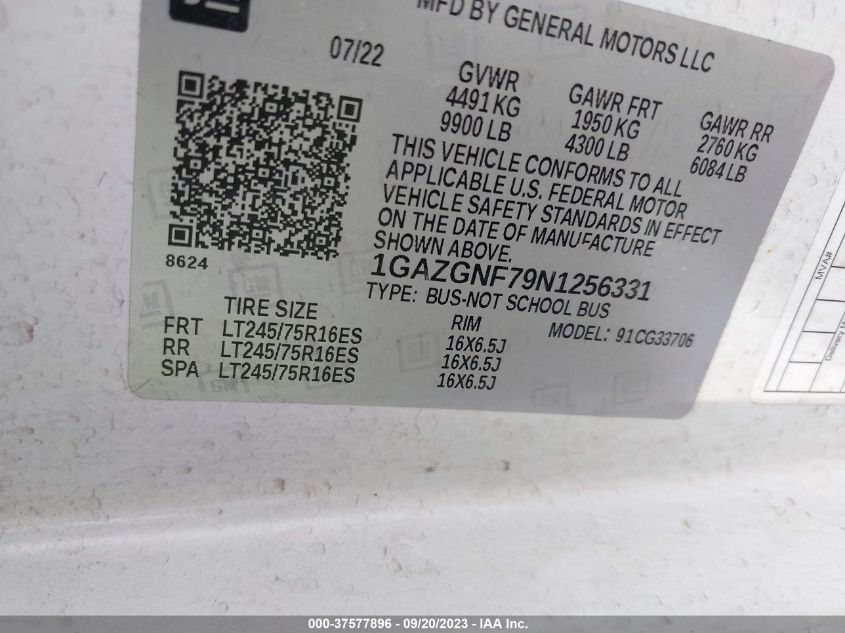 MFD BY GENERAL MOTORS LLC
07/22
GVWR
4491 KG
9900 LB
GAWR FRT
1950 KG
4300 LB
GAWR RR
2760 KG
6084 LB
THIS VEHICLE CONFORMS TO ALL
APPLICABLE U.S. FEDERAL MOTOR
VEHICLE SAFETY STANDARDS IN EFFECT
ON THE DATE OF MANUFACTURE
SHOWN ABOVE.
8624
1GAZGNF79N1256331
TYPE: BUS-NOT SCHOOL BUS
MODEL: 91CG33706
TIRE SIZE
RIM
FRT LT245/75R16ES 16X6.5J
RR LT245/75R16ES 16X6.5J
SPA LT245/75R16ES 16X6.5J
MVA#
Delivery
000-37577896 - 09/20/2023 - IAA Inc.